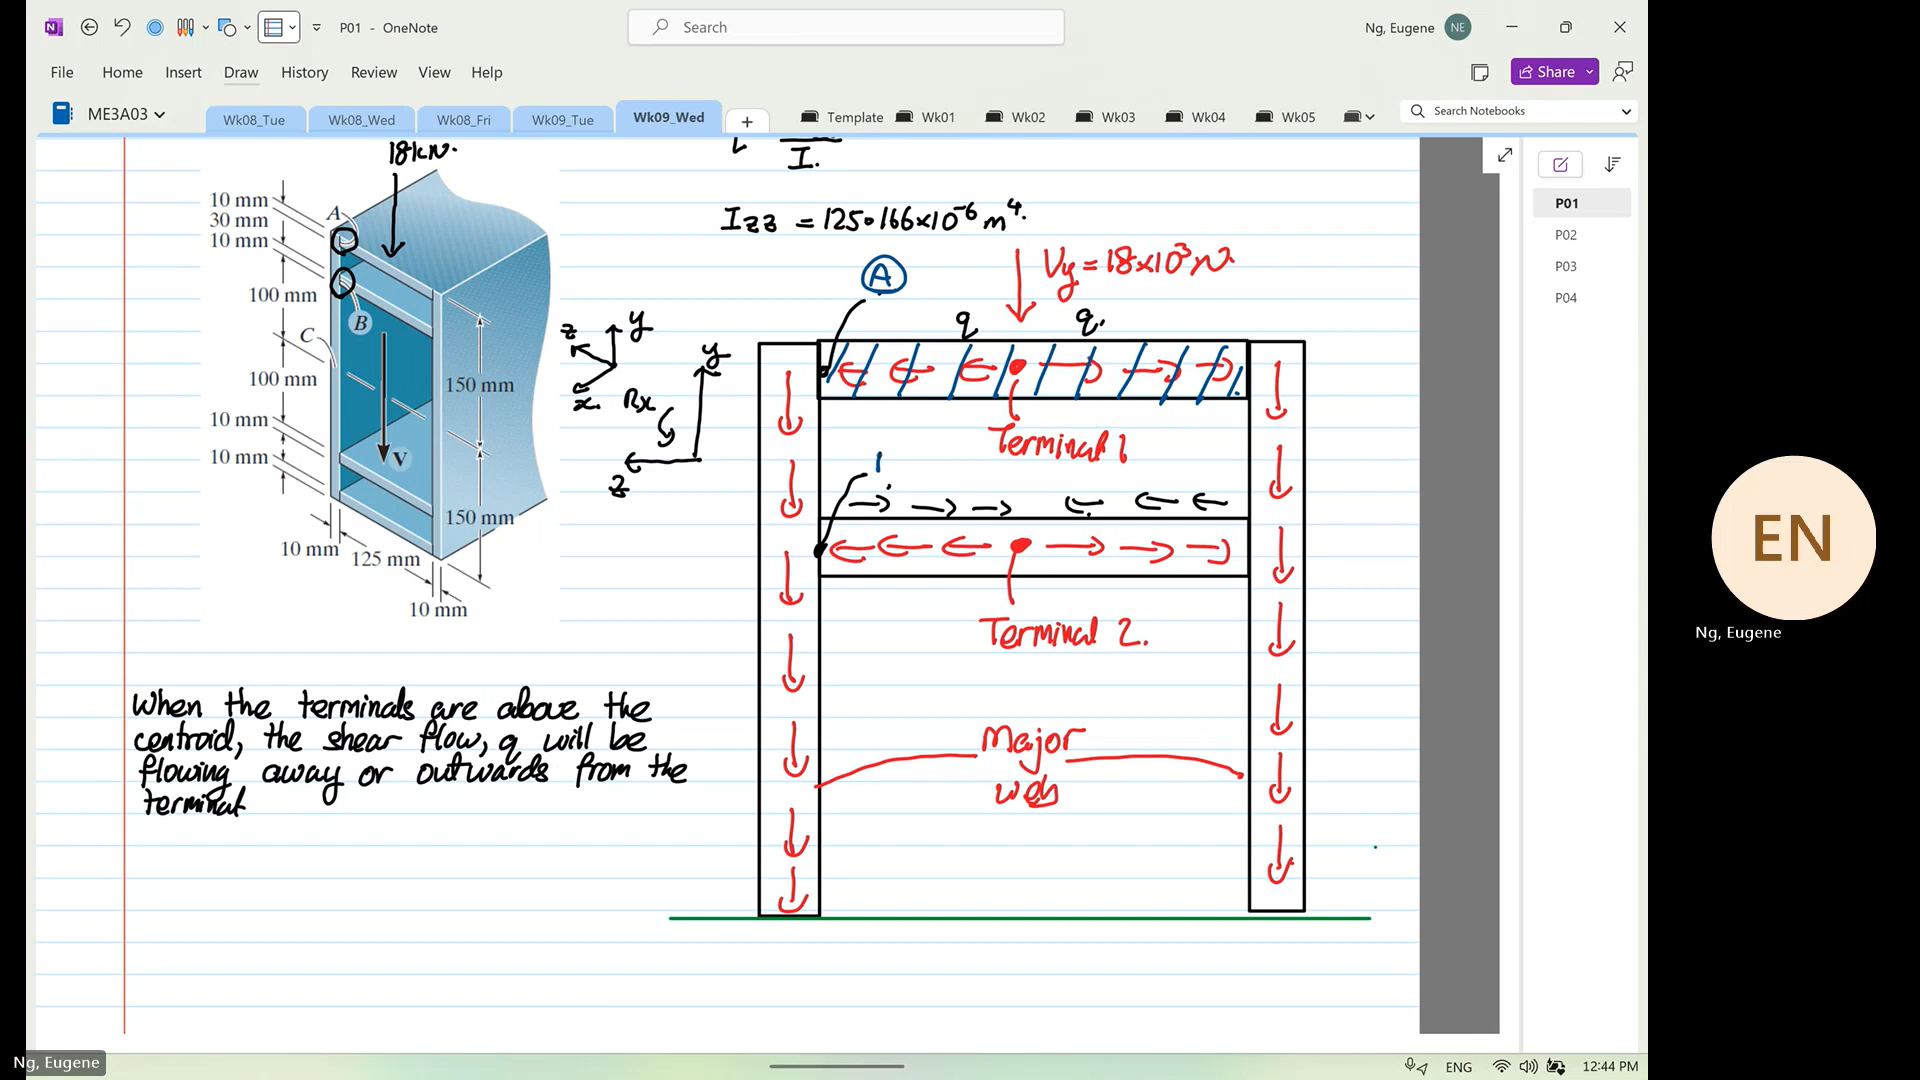 P01 - OneNote
Search
Ng, Eugene
NE
File
Home
Insert
Draw
History
Review
View
Help
Share
ME3A03
Wk08_Tue
Wk08_Wed
Wk08_Fri
Wk09_Tue
Wk09_Wed
+
Template
Wk01
Wk02
Wk03
Wk04
Wk05
Search Notebooks
P01
P02
P03
P04
18kN.
10 mm
30 mm
10 mm
100 mm
100 mm
10 mm
10 mm
A
B
C
V
150 mm
150 mm
10 mm
125 mm
10 mm
I.
Izz = 125.166x10-6 m4.
Vy = 18x10³N.
A
q
q.
z
y
x.
y
Rx
z
Terminal 1
Terminal 2.
Major
web
When the terminals are above the
centroid, the shear flow, q will be
flowing away or outwards from the
terminal
EN
Ng, Eugene
Ng, Eugene
ENG
12:44 PM